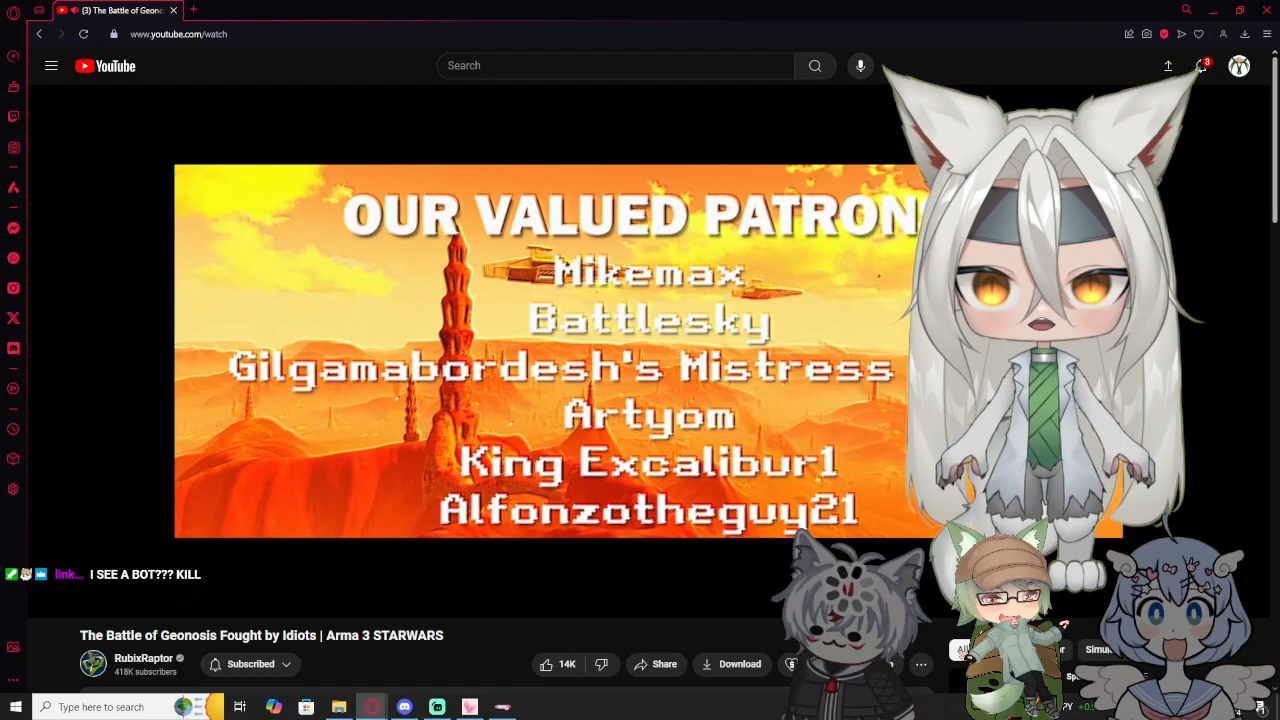 (3) The Battle of Geono
www.youtube.com/watch
YouTube
Search
3
OUR VALUED PATRON
Mikemax
Battlesky
Gilgamabordesh's Mistress
Artyom
King Excalibur1
Alfonzotheguy21
link... I SEE A BOT??? KILL
The Battle of Geonosis Fought by Idiots | Arma 3 STARWARS
RubixRaptor
418K subscribers
Subscribed
14K
Share
Download
Type here to search